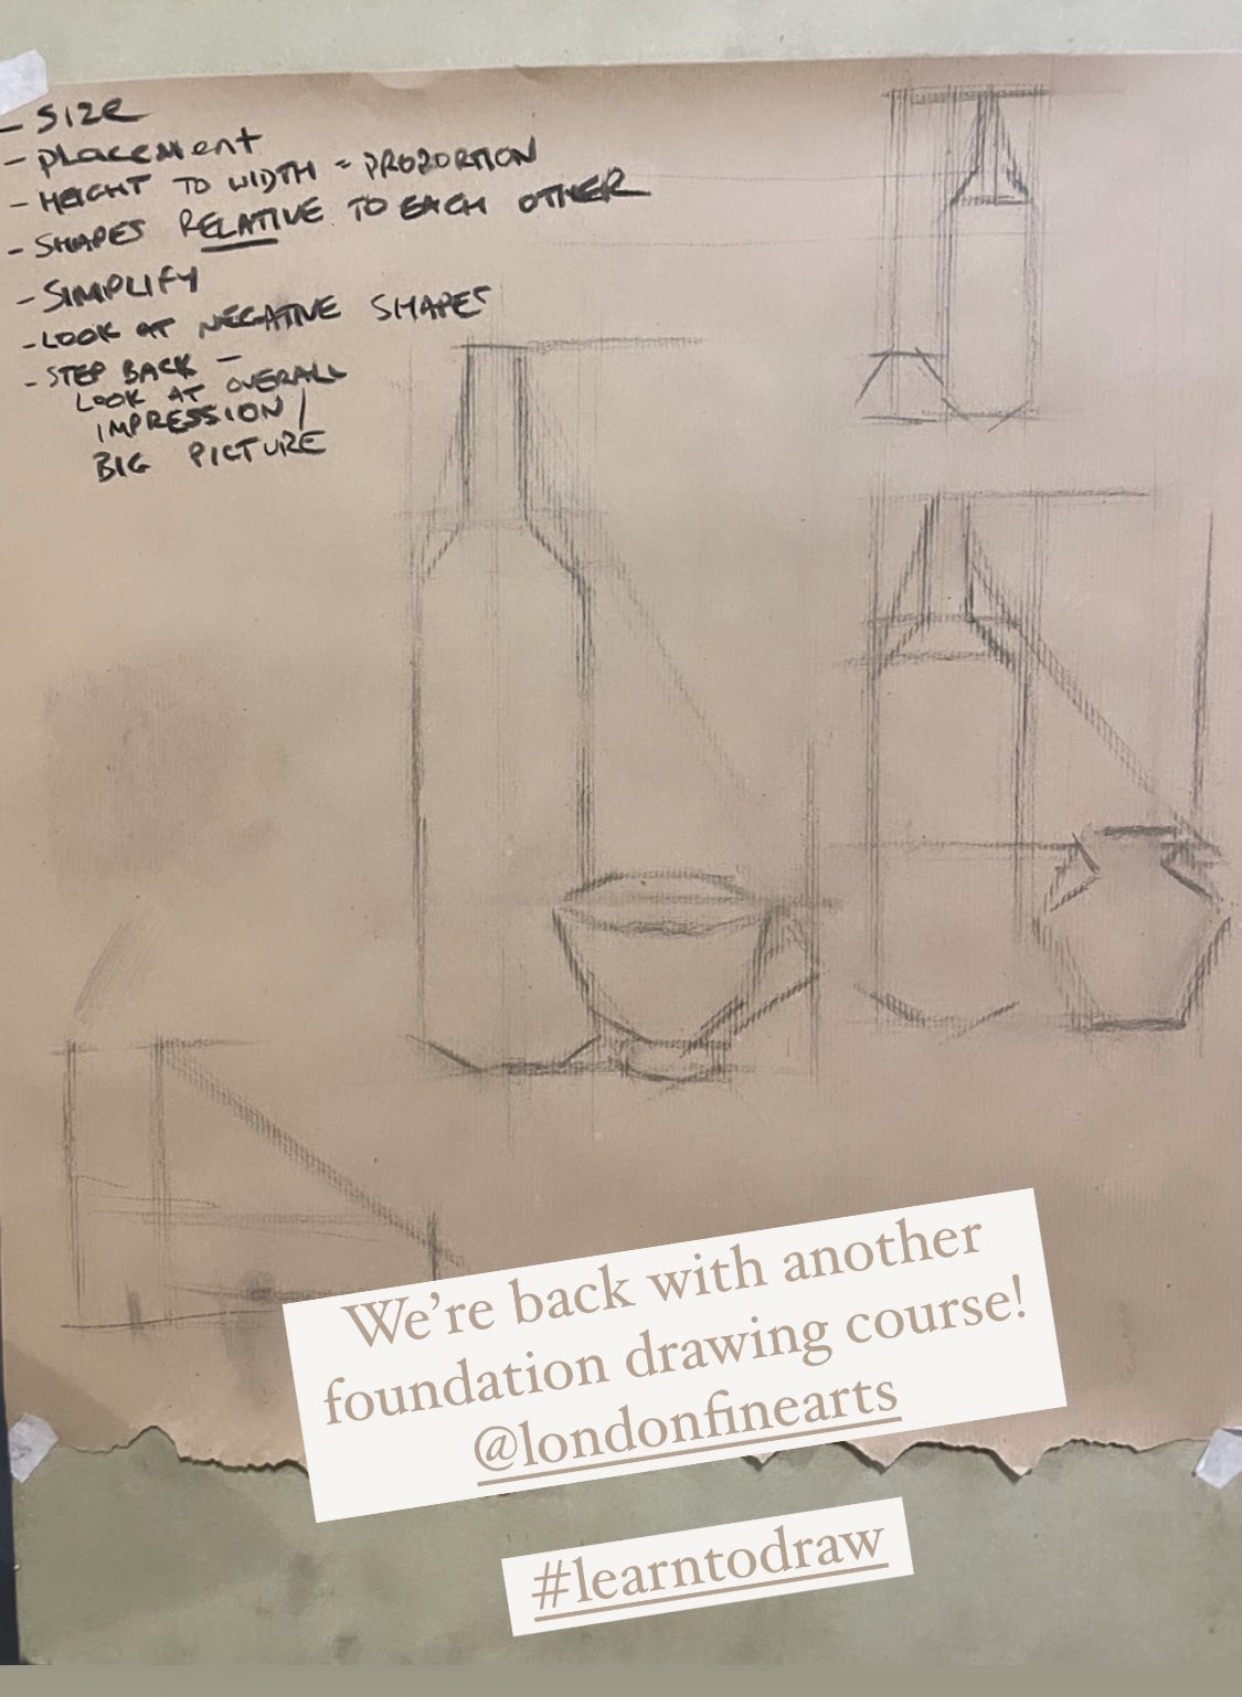 - SIZE
- PLACEMENT
- HEIGHT TO WIDTH = PROPORTION
- SHAPES RELATIVE TO EACH OTHER
- SIMPLIFY
- LOOK AT NEGATIVE SHAPES
- STEP BACK -
LOOK AT OVERALL
IMPRESSION /
BIG PICTURE
We're back with another
foundation drawing course!
@londonfinearts
#learntodraw